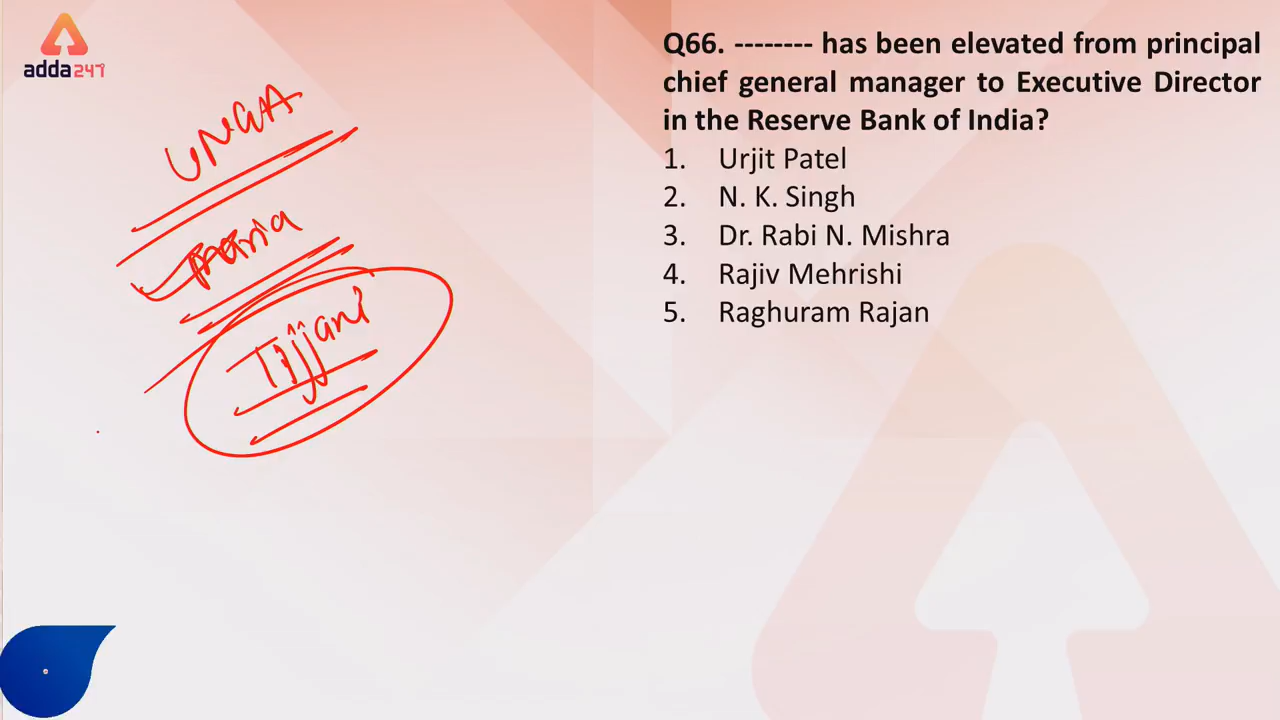 adda247
UNGA
Maria
Tijjani
Q66. -------- has been elevated from principal
chief general manager to Executive Director
in the Reserve Bank of India?
1. Urjit Patel
2. N. K. Singh
3. Dr. Rabi N. Mishra
4. Rajiv Mehrishi
5. Raghuram Rajan